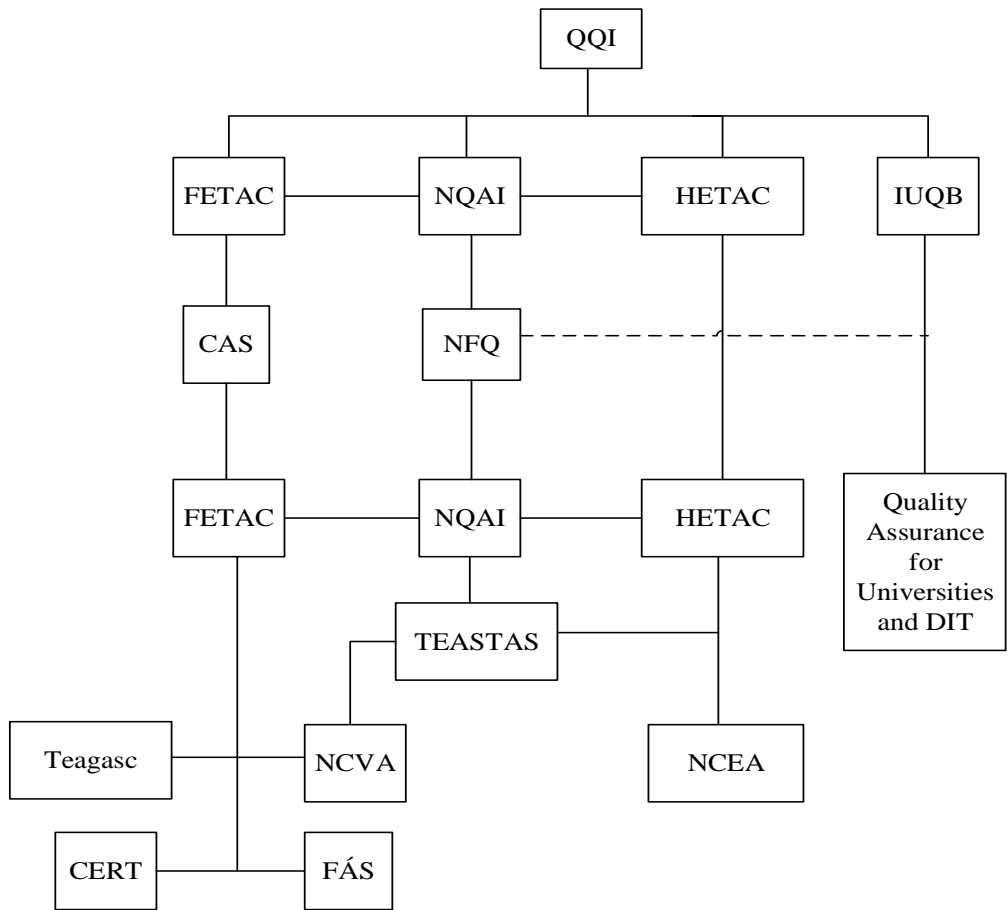 QQI
FETAC
NQAI
HETAC
IUQB
CAS
NFQ
FETAC
NQAI
HETAC
Quality
Assurance
for
Universities
and DIT
TEASTAS
Teagasc
NCVA
NCEA
CERT
FÁS